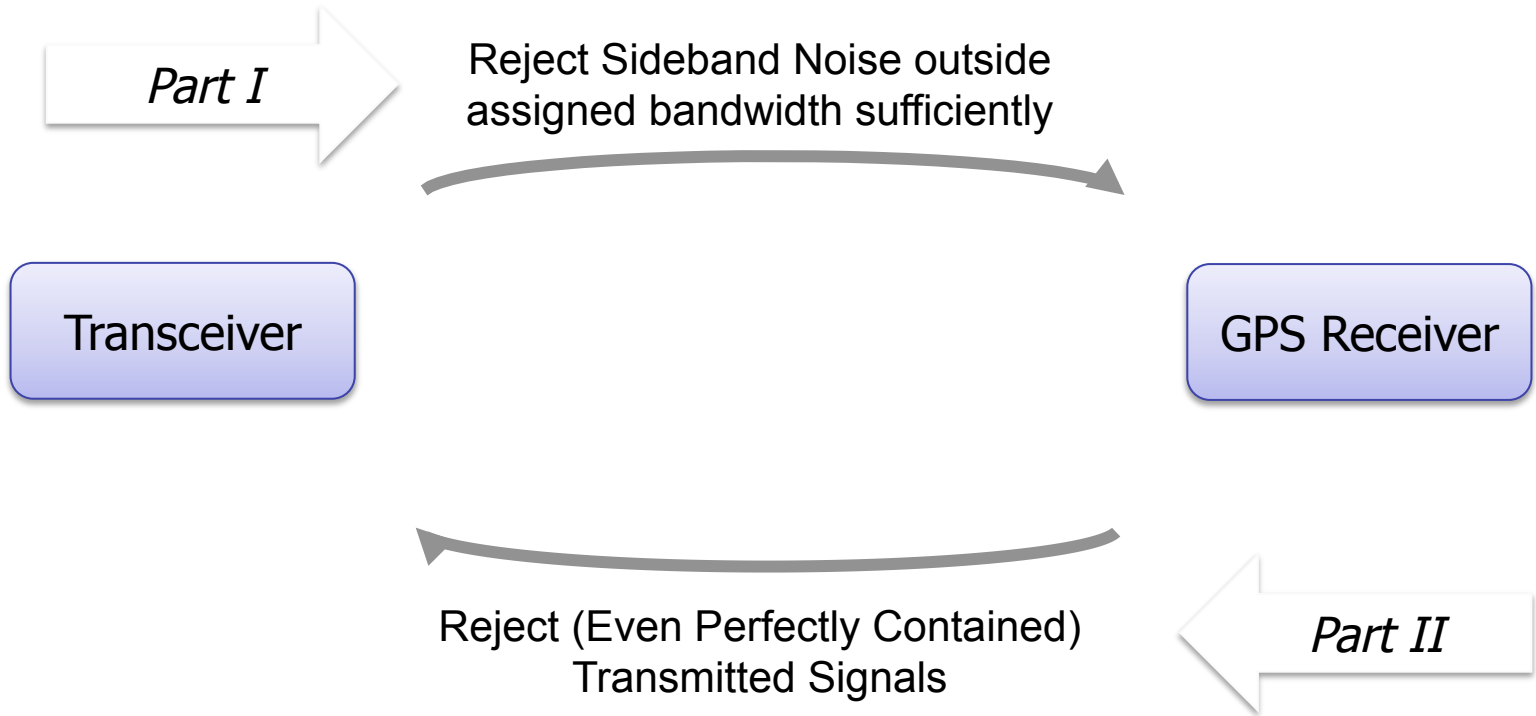 Part I
Reject Sideband Noise outside
assigned bandwidth sufficiently
Transceiver
GPS Receiver
Reject (Even Perfectly Contained)
Transmitted Signals
Part II